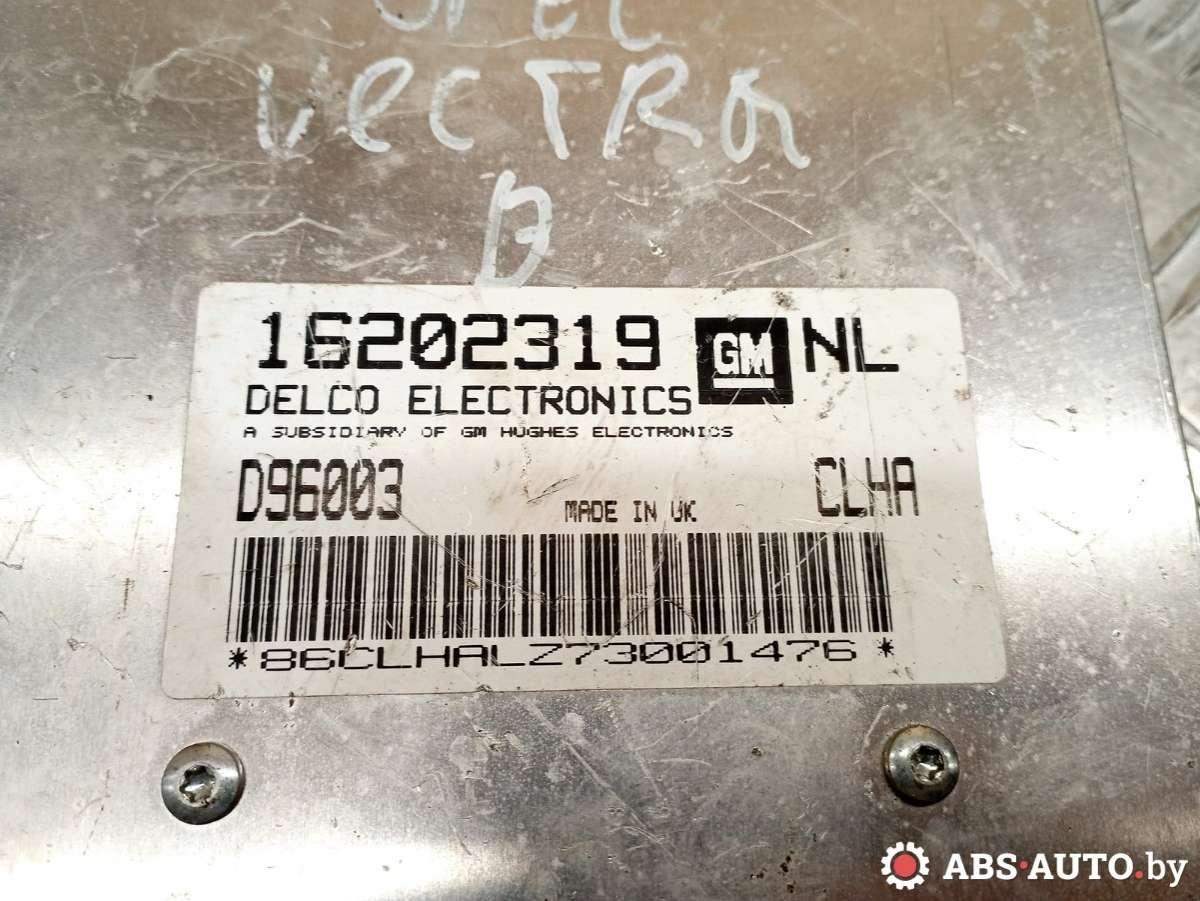 OPEL
VECTRA
B
16202319 GM NL
DELCO ELECTRONICS
A SUBSIDIARY OF GM HUGHES ELECTRONICS
D96003 MADE IN UK CLHA
*86CLHALZ73001476*
ABS-AUTO.by